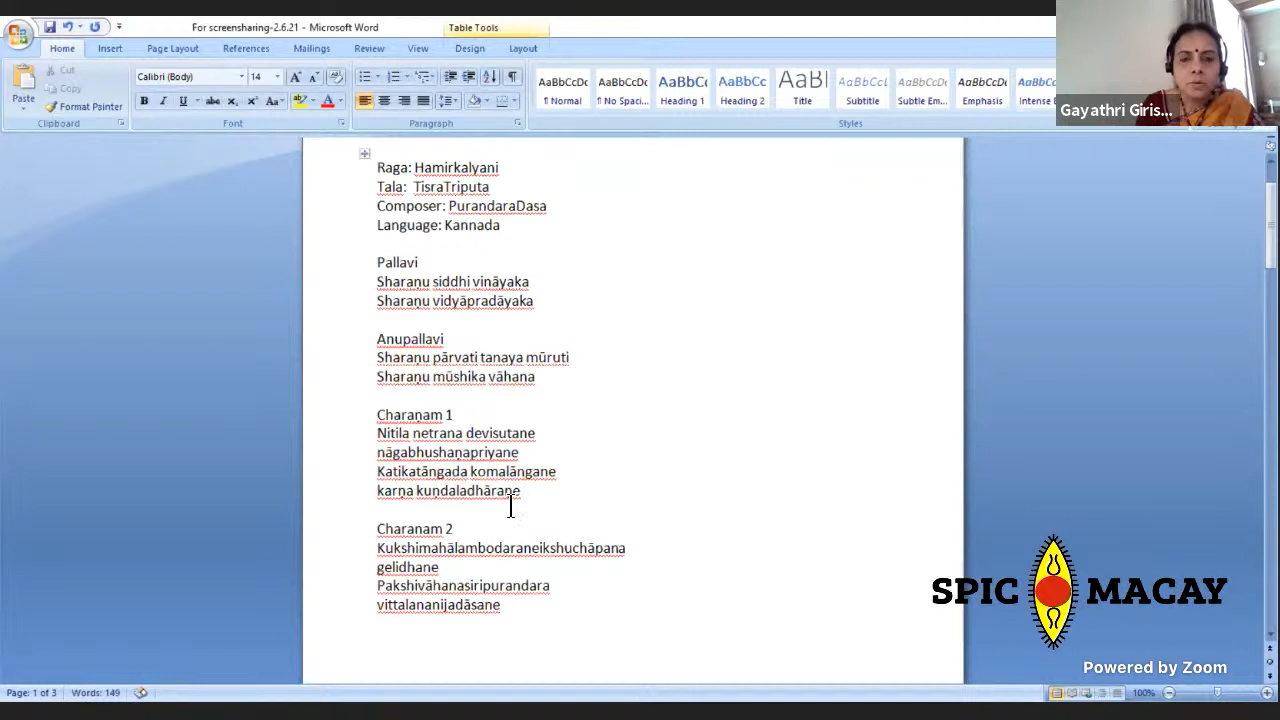 For screensharing-2.6.21 - Microsoft Word
Table Tools
Home Insert Page Layout References Mailings Review View Design Layout
Paste
Cut
Copy
Format Painter
Clipboard
Calibri (Body) 14
Font
Paragraph
AaBbCcDc AaBbCcDc AaBbCc AaBbCc AaBl AaBbCcL AaBbCcDc AaBbCcDc AaBbCcDc
¶ Normal ¶ No Spaci... Heading 1 Heading 2 Title Subtitle Subtle Em... Emphasis Intense E
Styles
Gayathri Giris...
Raga: Hamirkalyani
Tala: TisraTriputa
Composer: PurandaraDasa
Language: Kannada
Pallavi
Sharaṇu siddhi vināyaka
Sharaṇu vidyāpradāyaka
Anupallavi
Sharaṇu pārvati tanaya mūruti
Sharaṇu mūshika vāhana
Charaṇam 1
Nitila netrana devisutane
nāgabhushaṇapriyane
Katikatāngada komalāngane
karṇa kuṇdaladhārane
Charanam 2
Kukshimahālambodaraneikshuchāpana
gelidhane
Pakshivāhanasiripurandara
vittalananijadāsane
SPIC MACAY
Powered by Zoom
Page: 1 of 3 Words: 149
100%